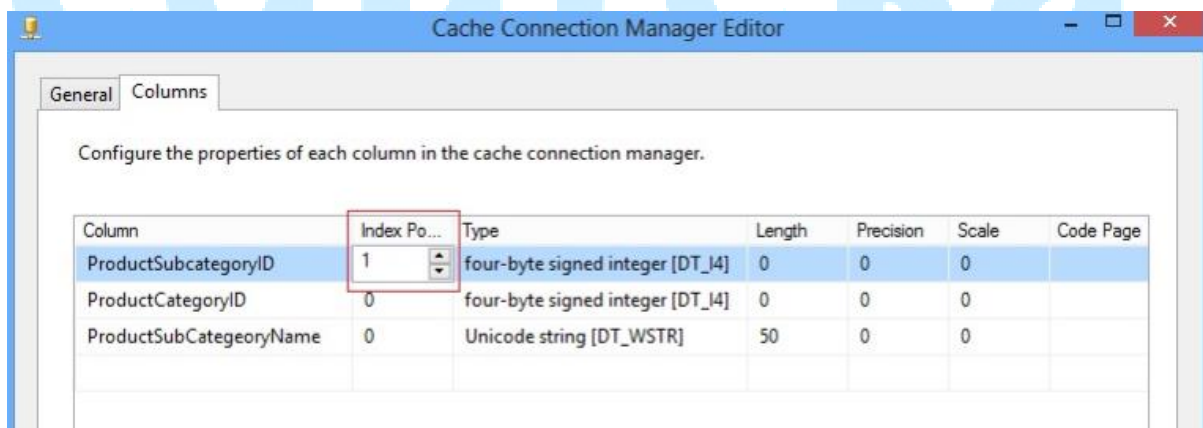 Cache Connection Manager Editor
General Columns
Configure the properties of each column in the cache connection manager.
Column Index Po... Type Length Precision Scale Code Page
ProductSubcategoryID 1 four-byte signed integer [DT_I4] 0 0 0
ProductCategoryID 0 four-byte signed integer [DT_I4] 0 0 0
ProductSubCategeoryName 0 Unicode string [DT_WSTR] 50 0 0